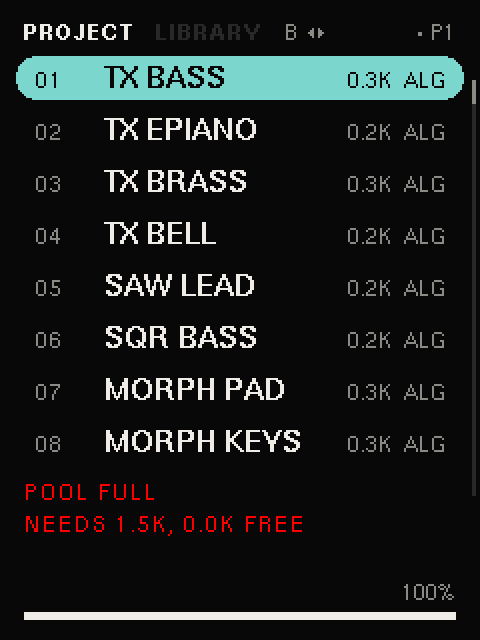 PROJECT LIBRARY B P1
01 TX BASS 0.3K ALG
02 TX EPIANO 0.2K ALG
03 TX BRASS 0.3K ALG
04 TX BELL 0.2K ALG
05 SAW LEAD 0.2K ALG
06 SQR BASS 0.2K ALG
07 MORPH PAD 0.3K ALG
08 MORPH KEYS 0.3K ALG
POOL FULL
NEEDS 1.5K, 0.0K FREE
100%